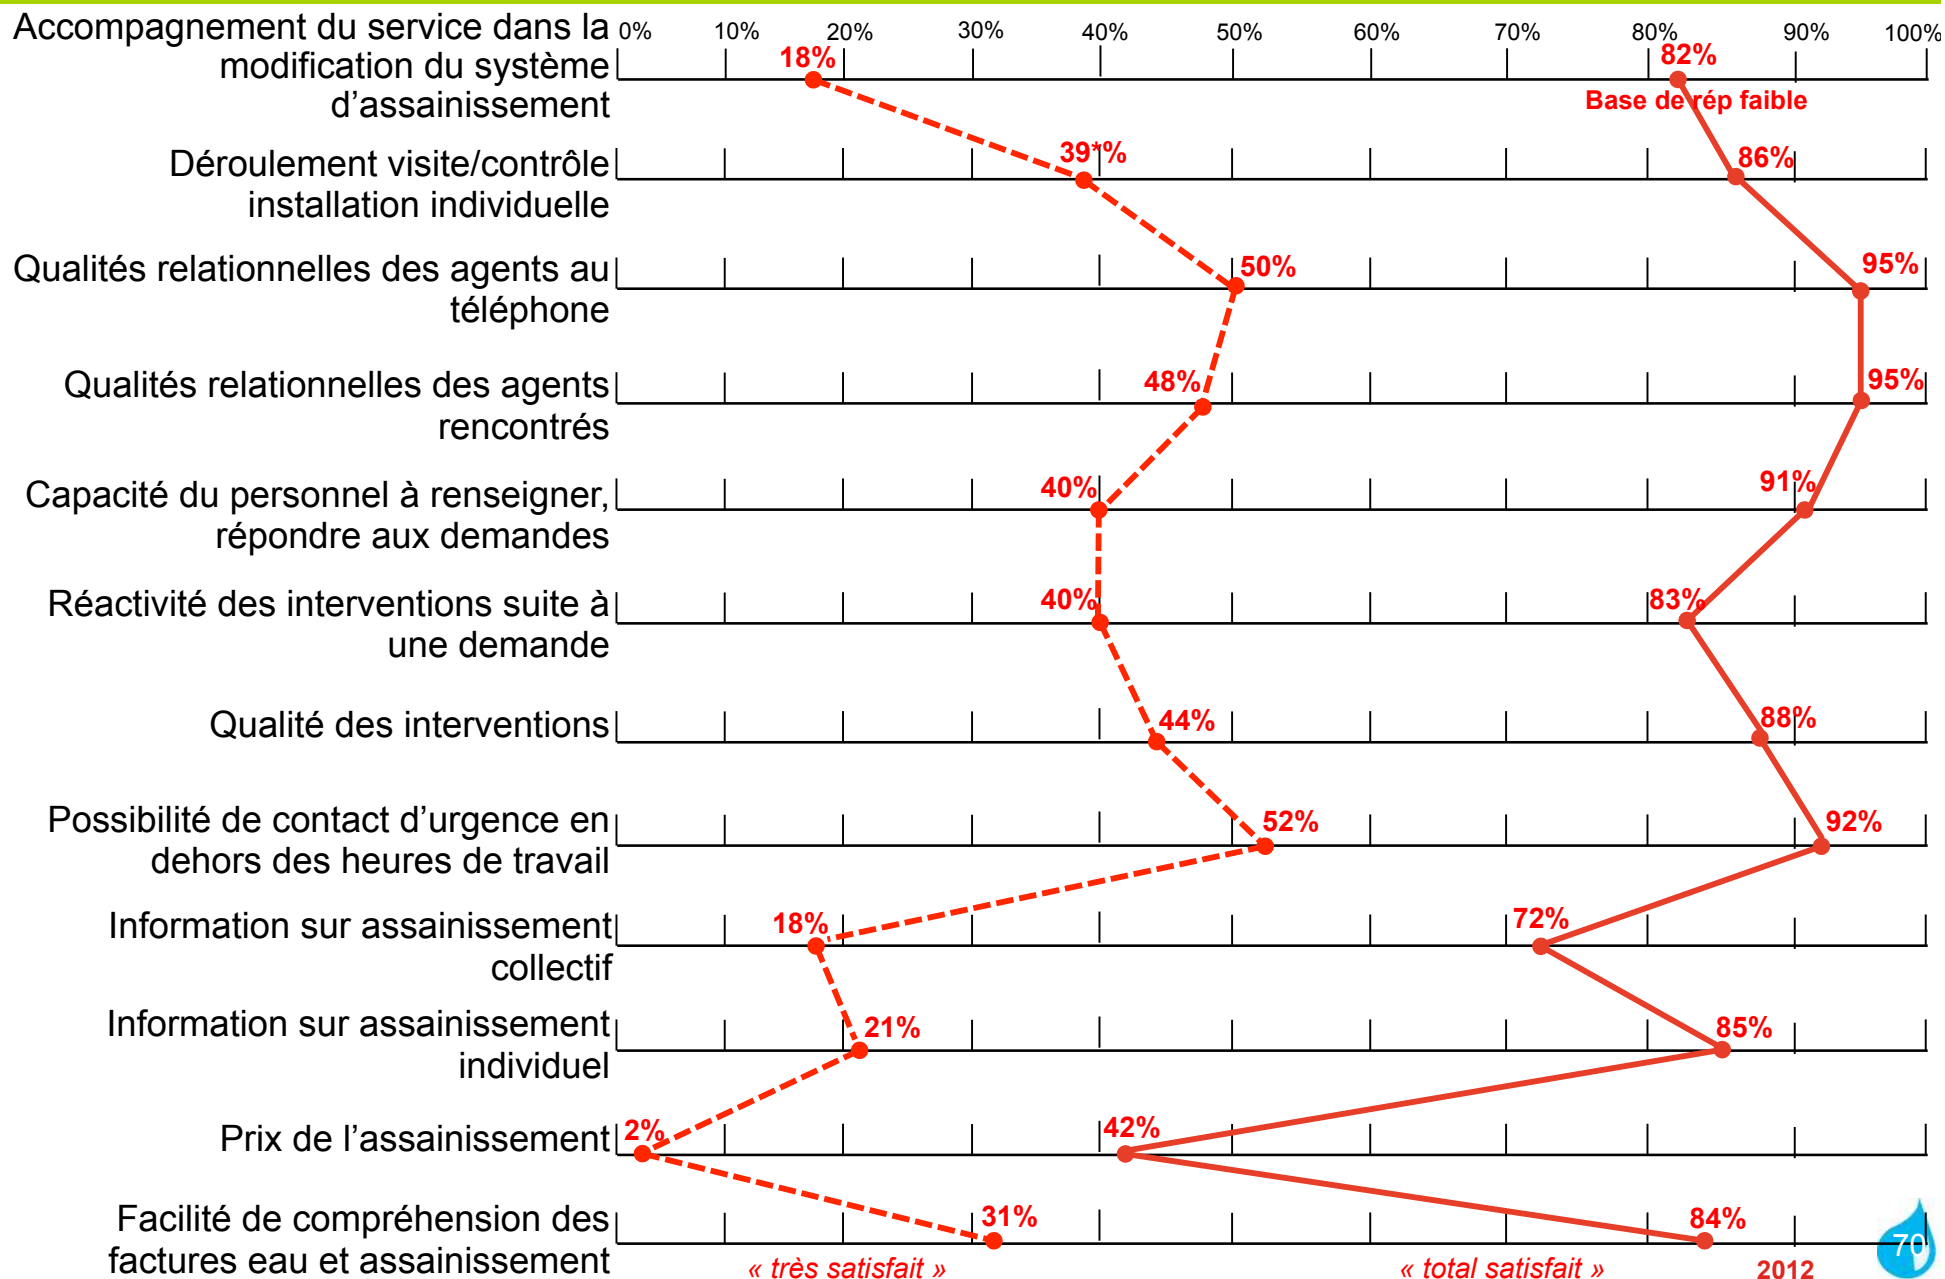 Accompagnement du service dans la
modification du système
d’assainissement
0% 10% 20% 30% 40% 50% 60% 70% 80% 90% 100%
18% 82%
Base de rép faible
Déroulement visite/contrôle
installation individuelle
39*% 86%
Qualités relationnelles des agents au
téléphone
50% 95%
Qualités relationnelles des agents
rencontrés
48% 95%
Capacité du personnel à renseigner,
répondre aux demandes
40% 91%
Réactivité des interventions suite à
une demande
40% 83%
Qualité des interventions
44% 88%
Possibilité de contact d’urgence en
dehors des heures de travail
52% 92%
Information sur assainissement
collectif
18% 72%
Information sur assainissement
individuel
21% 85%
Prix de l’assainissement
2% 42%
Facilité de compréhension des
factures eau et assainissement
31% 84%
« très satisfait » « total satisfait » 2012
70